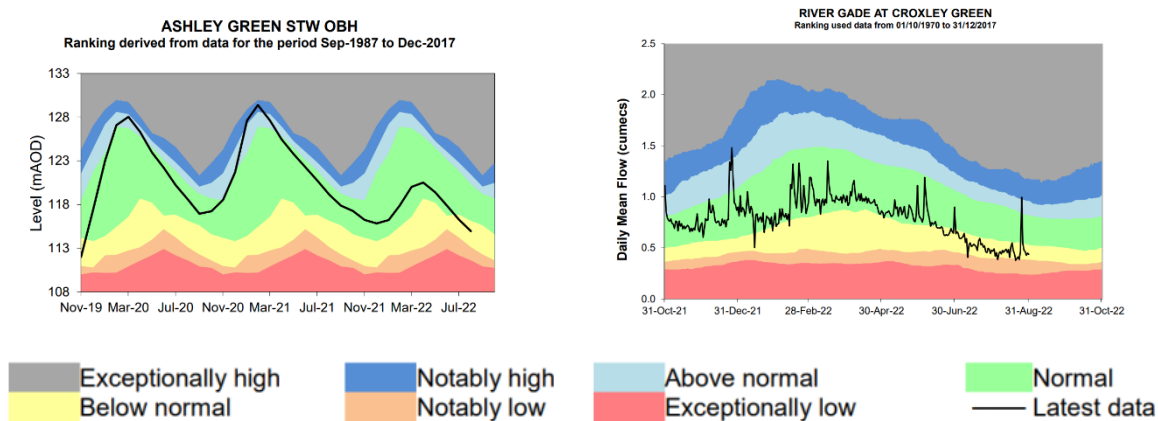 ASHLEY GREEN STW OBH
Ranking derived from data for the period Sep-1987 to Dec-2017
Level (mAOD)
133
128
123
118
113
108
Nov-19 Mar-20 Jul-20 Nov-20 Mar-21 Jul-21 Nov-21 Mar-22 Jul-22
RIVER GADE AT CROXLEY GREEN
Ranking used data from 01/10/1970 to 31/12/2017
Daily Mean Flow (cumecs)
2.5
2.0
1.5
1.0
0.5
0.0
31-Oct-21 31-Dec-21 28-Feb-22 30-Apr-22 30-Jun-22 31-Aug-22 31-Oct-22
Exceptionally high Notably high Above normal Normal
Below normal Notably low Exceptionally low Latest data